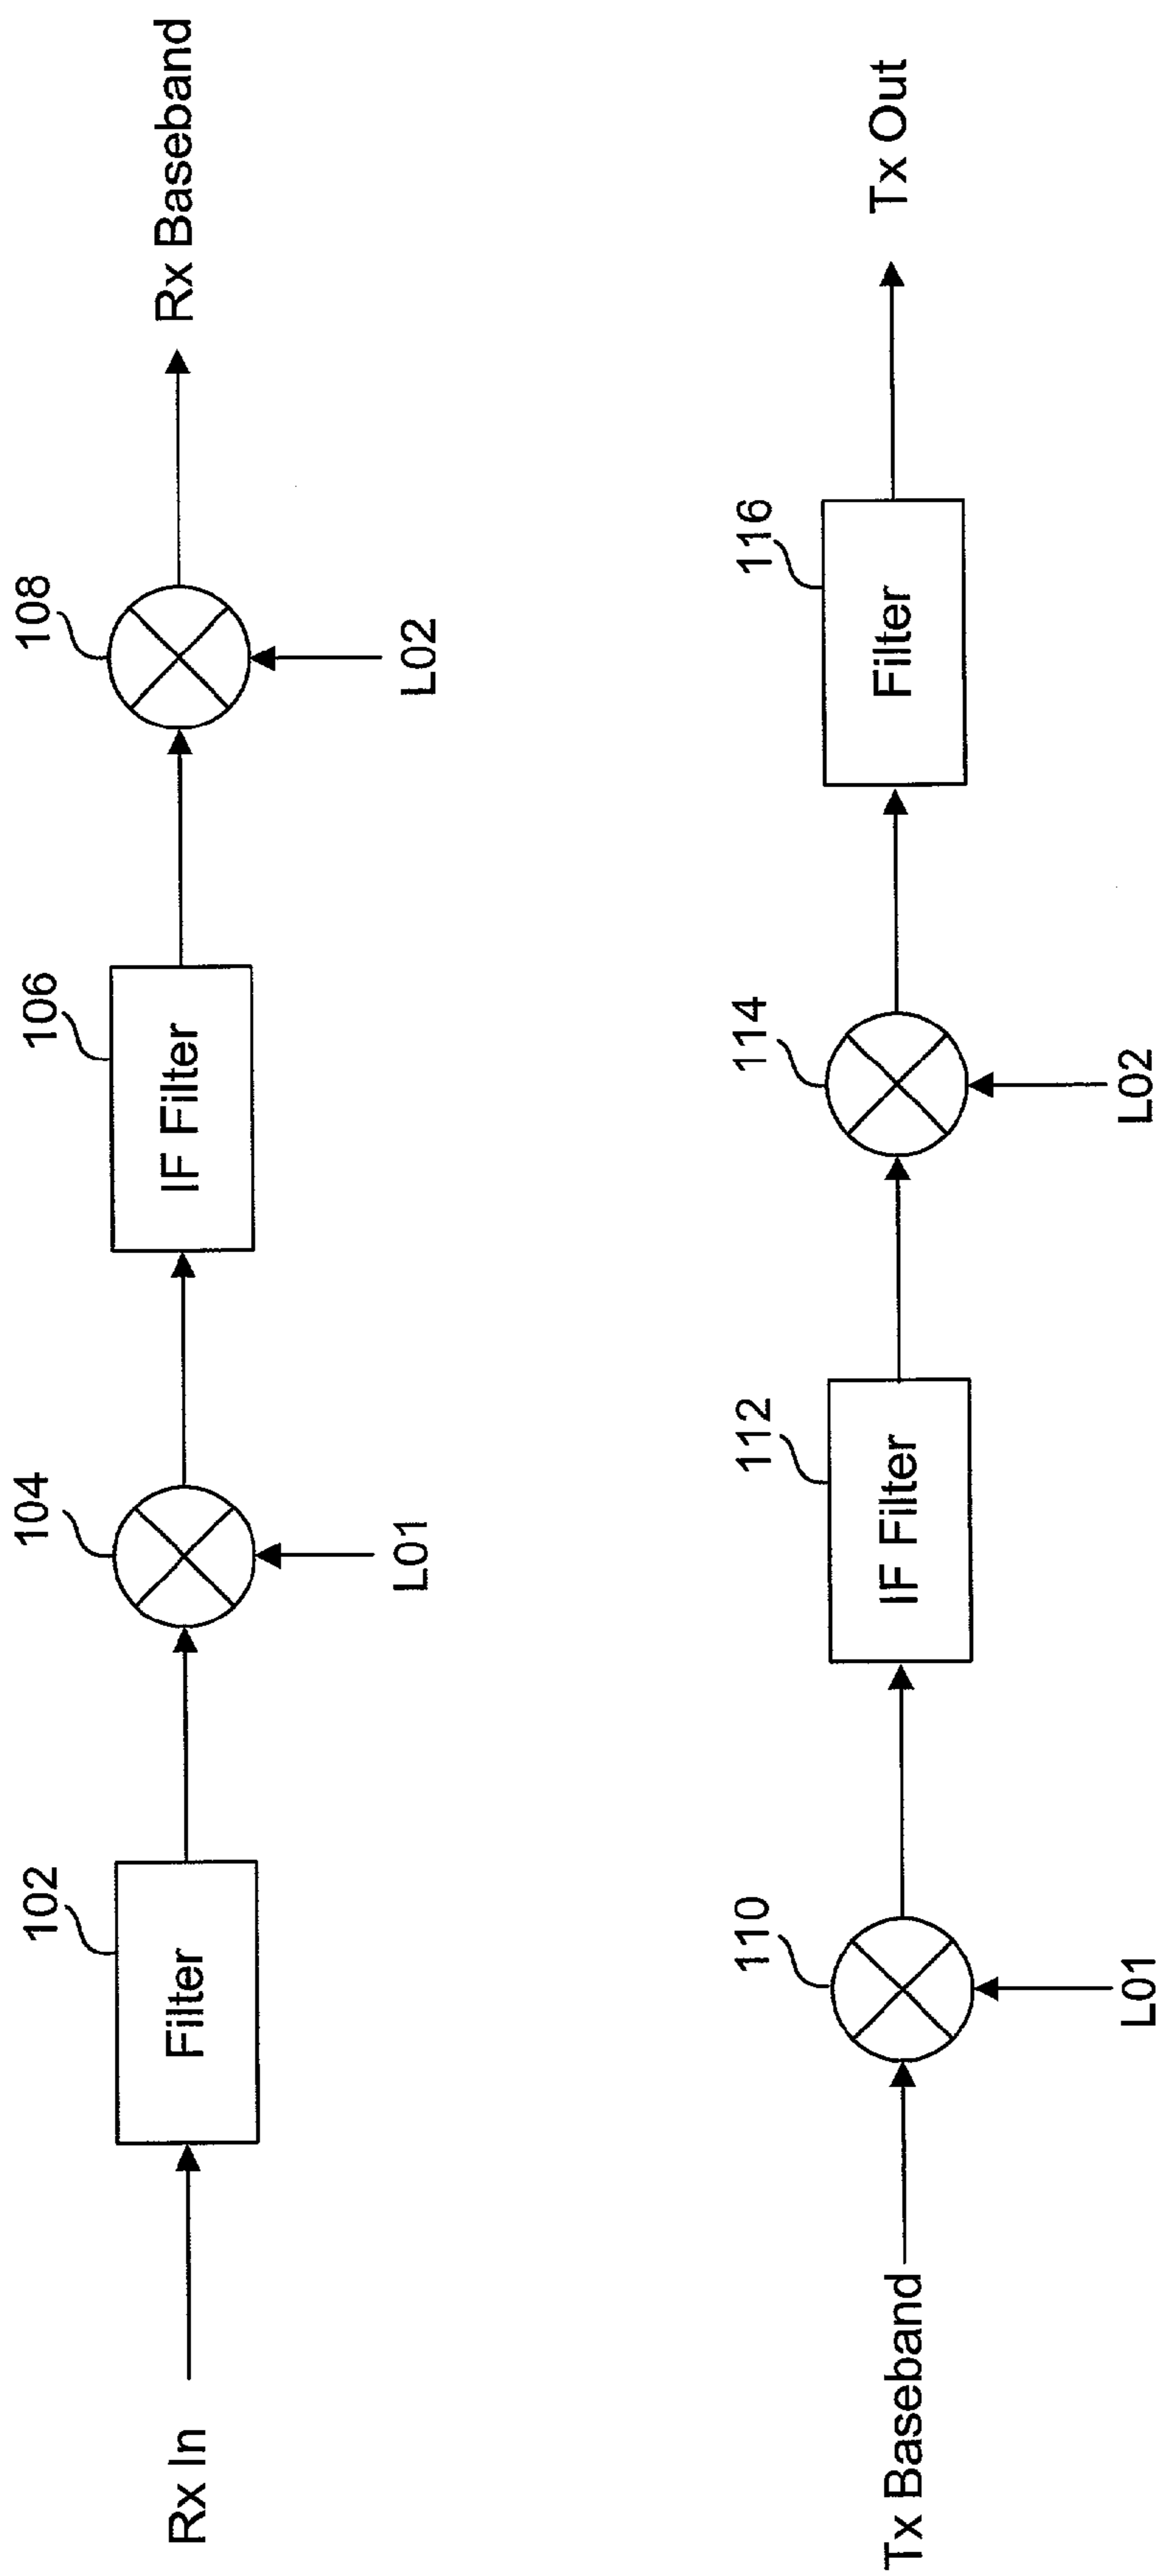 Rx In
102
Filter
104
L01
106
IF Filter
108
L02
Rx Baseband
Tx Baseband
110
L01
112
IF Filter
114
L02
116
Filter
Tx Out